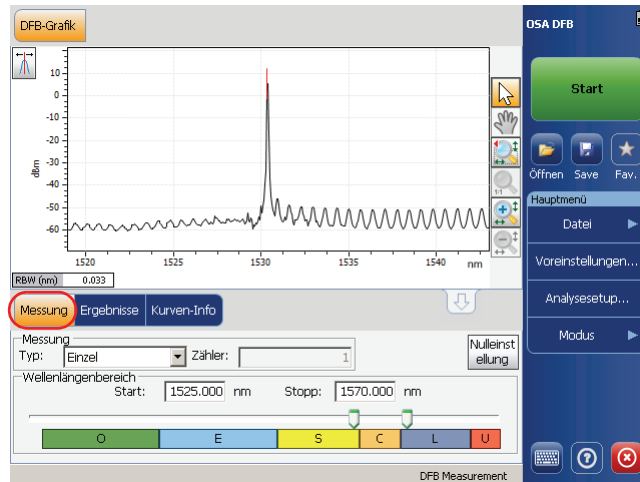 DFB-Grafik
OSA DFB
10
0
-10
-20
-30
-40
-50
-60
dBm
1520 1525 1530 1535 1540 nm
RBW (nm) 0.033
1/1
Start
Öffnen Save Fav.
Hauptmenü
Datei
Voreinstellungen...
Analysesetup...
Modus
Messung Ergebnisse Kurven-Info
Messung
Typ: Einzel Zähler: 1
Nulleinst
ellung
Wellenlängenbereich
Start: 1525.000 nm Stopp: 1570.000 nm
O E S C L U
DFB Measurement
?